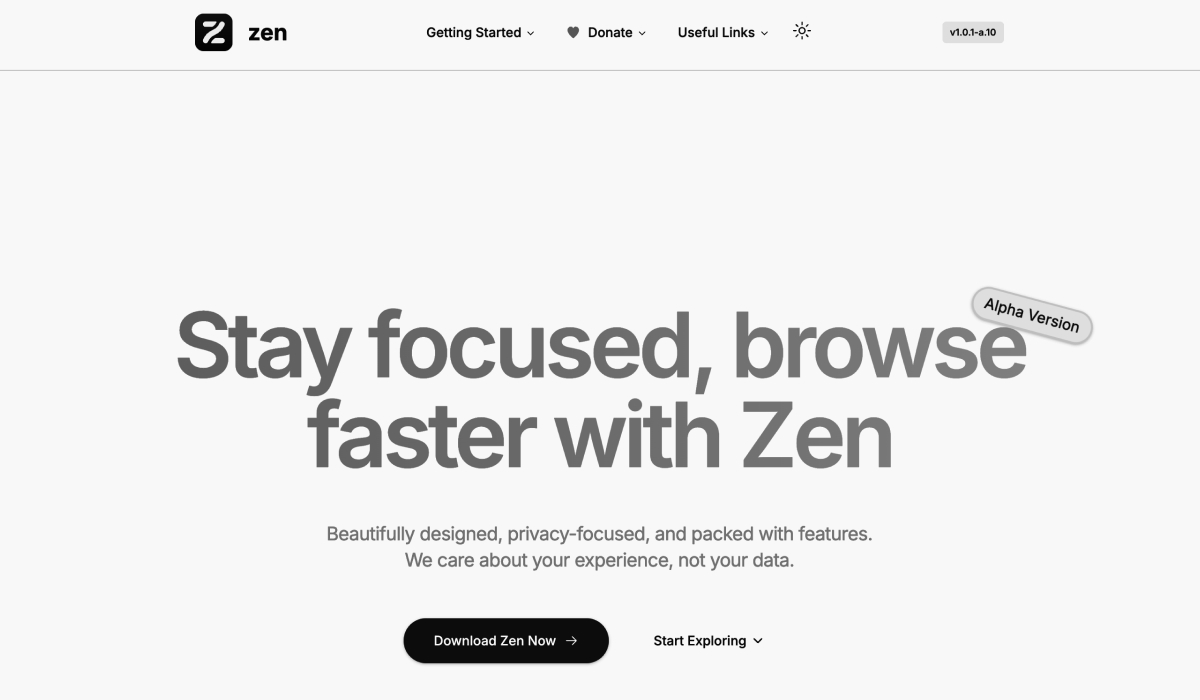 zen
Getting Started
Donate
Useful Links
v1.0.1-a.10
Alpha Version
Stay focused, browse
faster with Zen
Beautifully designed, privacy-focused, and packed with features.
We care about your experience, not your data.
Download Zen Now →
Start Exploring